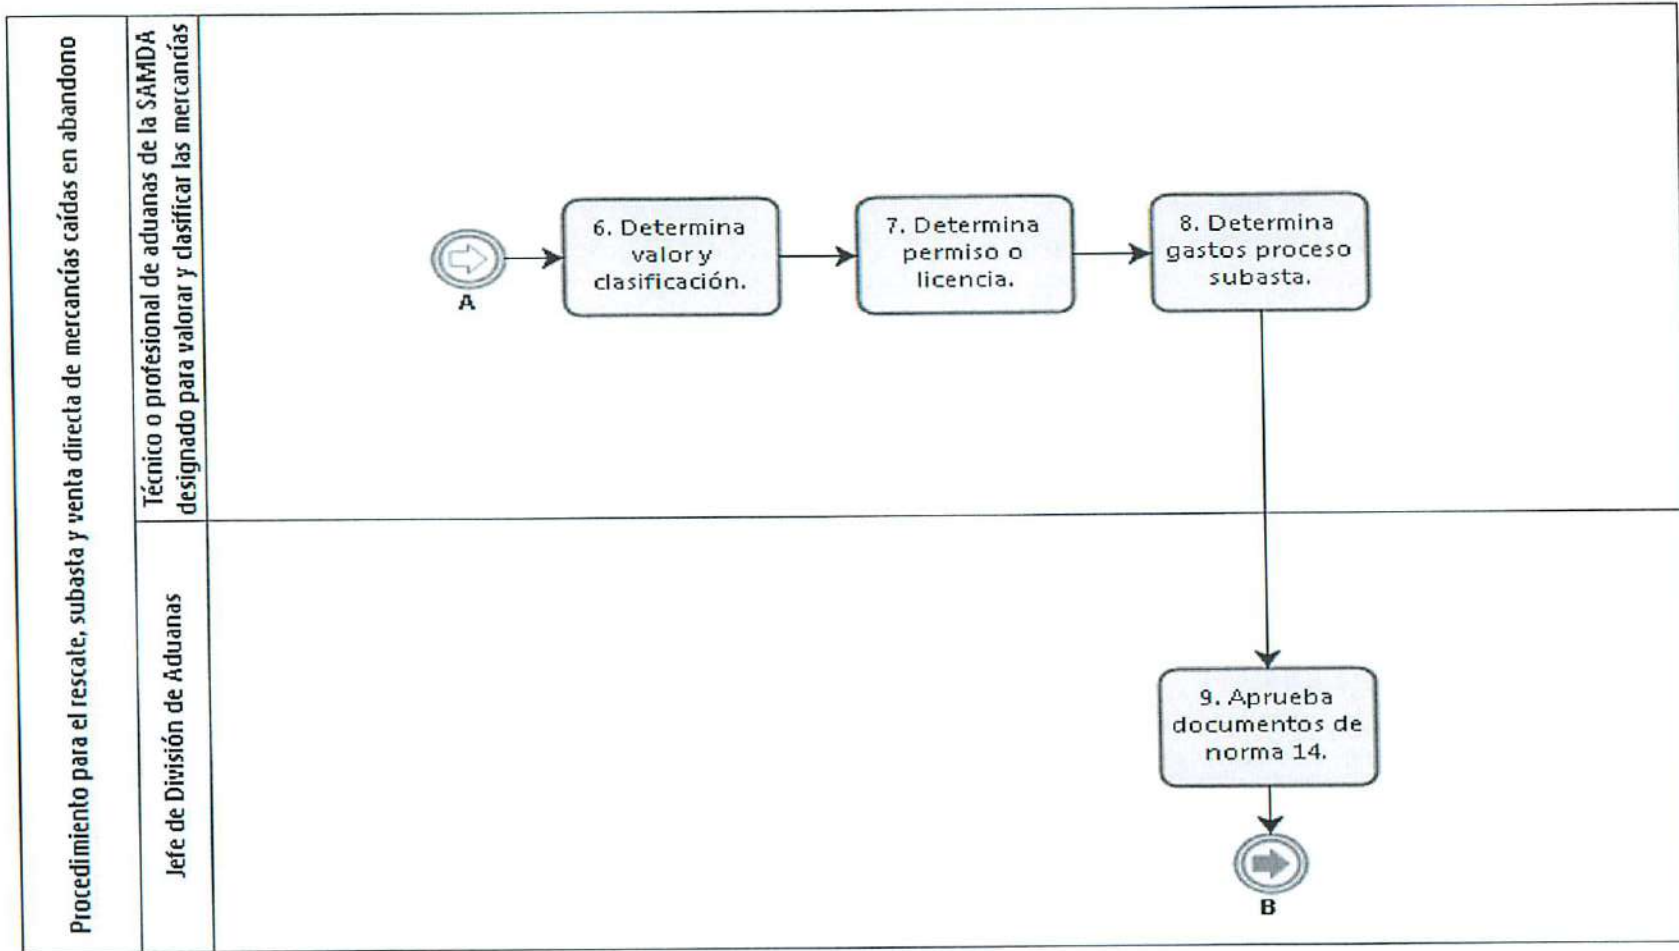 Procedimiento para el rescate, subasta y venta directa de mercancías caídas en abandono
Técnico o profesional de aduanas de la SAMDA
designado para valorar y clasificar las mercancías
A
6. Determina
valor y
clasificación.
7. Determina
permiso o
licencia.
8. Determina
gastos proceso
subasta.
Jefe de División de Aduanas
9. Aprueba
documentos de
norma 14.
B